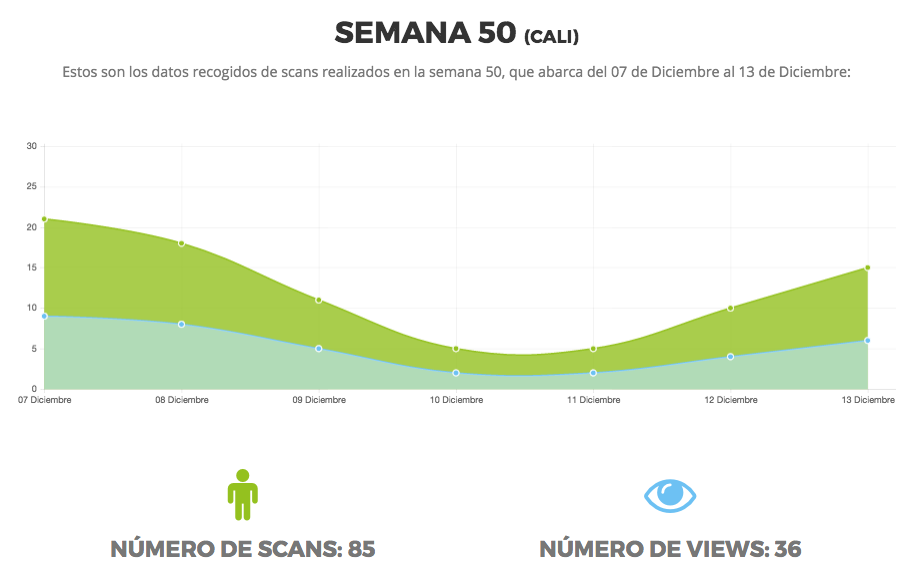 SEMANA 50 (CALI)
Estos son los datos recogidos de scans realizados en la semana 50, que abarca del 07 de Diciembre al 13 de Diciembre:
30
25
20
15
10
5
0
07 Diciembre 08 Diciembre 09 Diciembre 10 Diciembre 11 Diciembre 12 Diciembre 13 Diciembre
NÚMERO DE SCANS: 85 NÚMERO DE VIEWS: 36